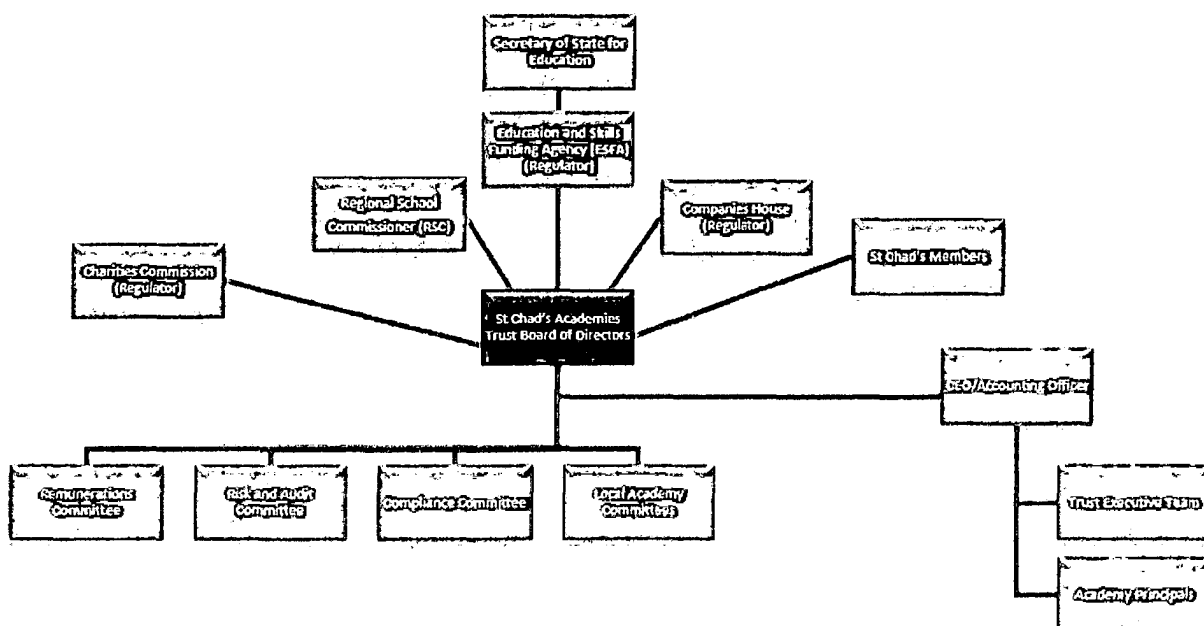 Secretary of State for
Education
Education and Skills
Funding Agency (ESFA)
(Regulator)
Regional School
Commissioner (RSC)
Companies House
(Regulator)
Charities Commission
(Regulator)
St Chad's Members
St Chad's Academies
Trust Board of Directors
CEO/Accounting Officer
Remunerations
Committee
Risk and Audit
Committee
Compliance Committee
Local Academy
Committees
Trust Executive Team
Academy Principals